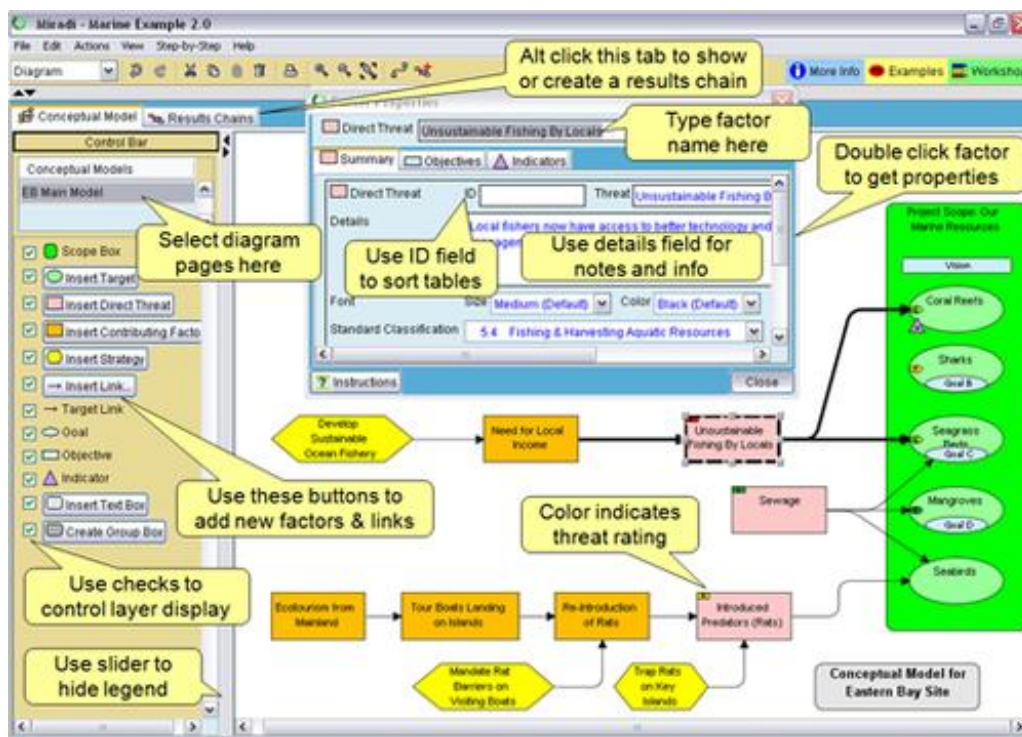 Miradi - Marine Example 2.0
File Edit Actions View Step-by-Step Help
Diagram
More Info Examples Workshop
Alt click this tab to show
or create a results chain
Conceptual Model Results Chains
Control Bar
Conceptual Models
EB Main Model
Select diagram
pages here
Scope Box
Insert Target
Insert Direct Threat
Insert Contributing Facto
Insert Strategy
Insert Link...
Target Link
Goal
Objective
Indicator
Insert Text Box
Create Group Box
Use these buttons to
add new factors & links
Use checks to
control layer display
Use slider to
hide legend
Properties
Direct Threat Unsustainable Fishing By Locals
Type factor
name here
Summary Objectives Indicators
Direct Threat ID Threat Unsustainable Fishing B
Details
Local fishers now have access to better technology and
Use ID field
to sort tables
Use details field for
notes and info
Font Size Medium (Default) Color Black (Default)
Standard Classification 5.4 Fishing & Harvesting Aquatic Resources
Instructions Close
Double click factor
to get properties
Project Scope: Our
Marine Resources
Vision
Coral Reefs
Sharks
Goal B
Seagrass
Beds
Goal C
Mangroves
Goal D
Seabirds
Develop
Sustainable
Ocean Fishery
Need for Local
Income
Unsustainable
Fishing By Locals
Sewage
Color indicates
threat rating
Ecotourism from
Mainland
Tour Boats Landing
on Islands
Re-Introduction
of Rats
Introduced
Predators (Rats)
Mandate Rat
Barriers on
Visiting Boats
Trap Rats
on Key
Islands
Conceptual Model for
Eastern Bay Site